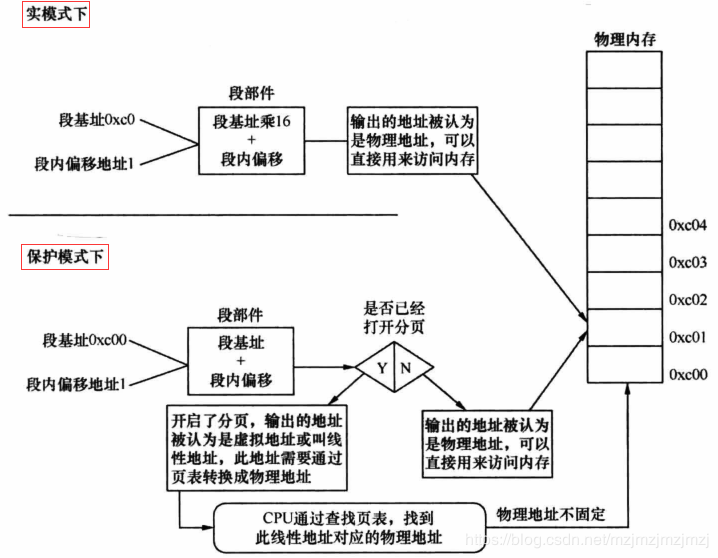 实模式下
物理内存
段部件
段基址0xc0
段内偏移地址1
段基址乘16
+
段内偏移
输出的地址被认为
是物理地址，可以
直接用来访问内存
0xc04
0xc03
0xc02
0xc01
0xc00
保护模式下
段部件
段基址0xc00
段内偏移地址1
段基址
+
段内偏移
是否已经
打开分页
Y
N
开启了分页，输出的地址
被认为是虚拟地址或叫线
性地址，此地址需要通过
页表转换成物理地址
输出的地址被认为
是物理地址，可以
直接用来访问内存
CPU通过查找页表，找到
此线性地址对应的物理地址
物理地址不固定
https://blog.csdn.net/mzjmzjmzjmzj